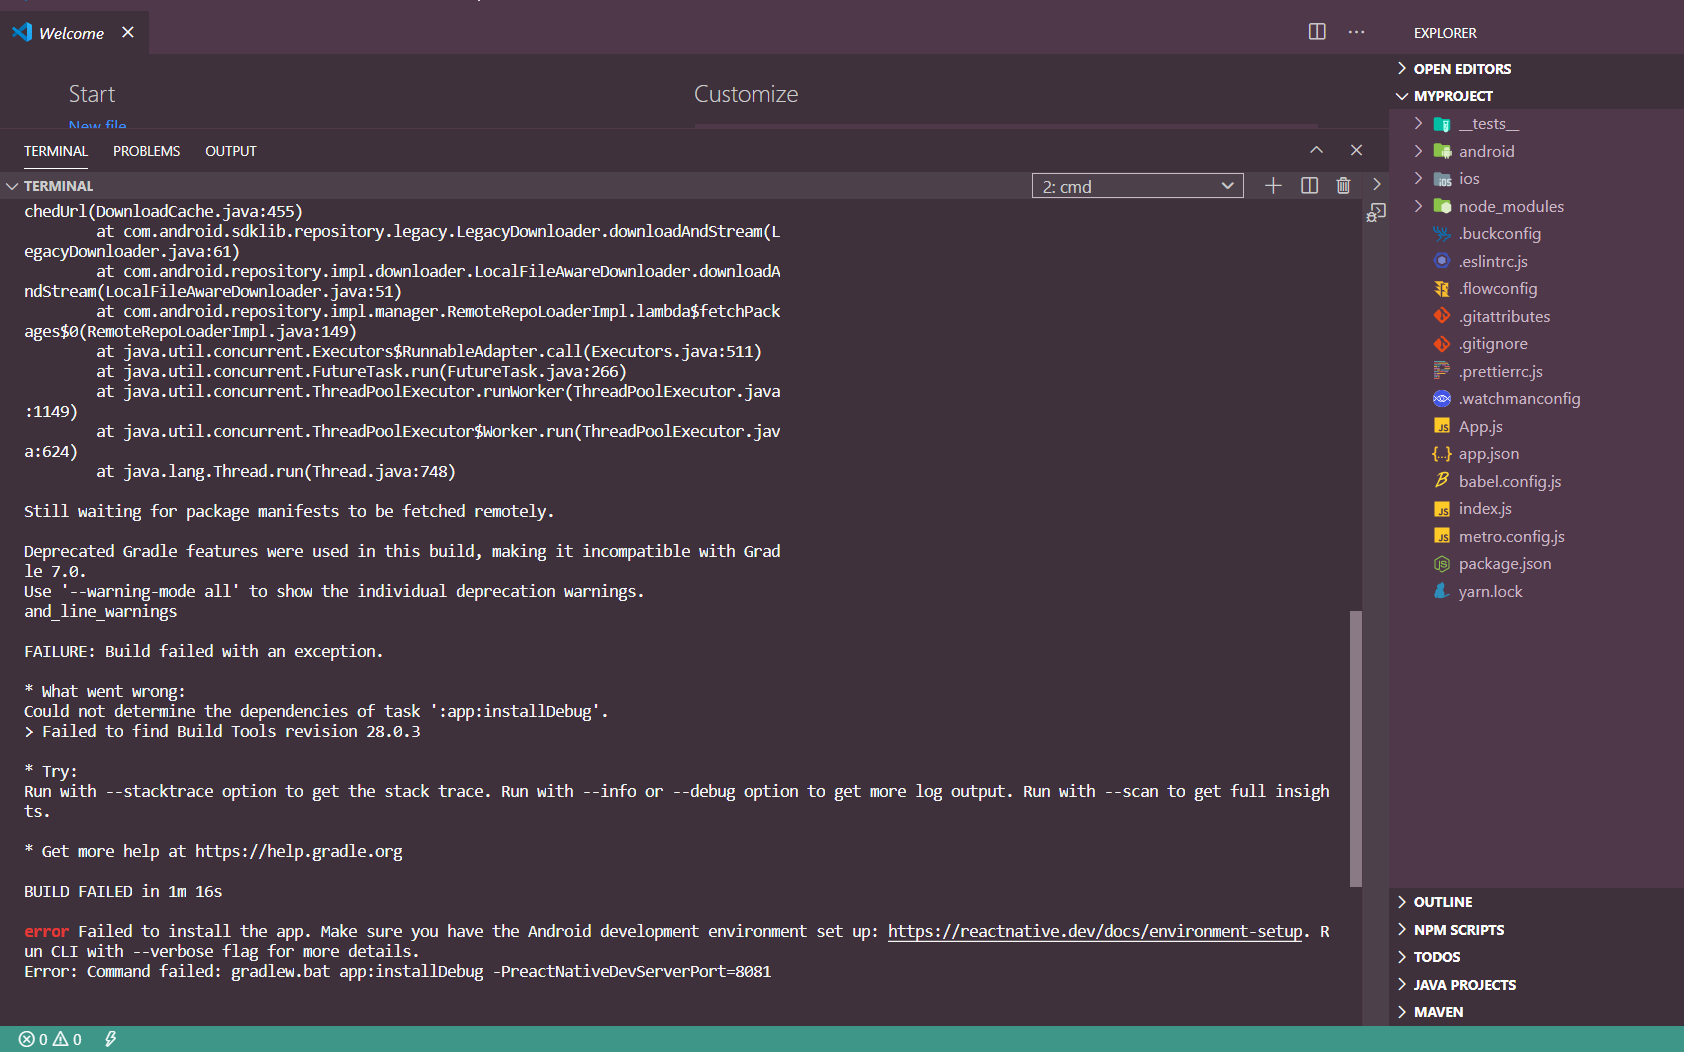 Welcome
EXPLORER
OPEN EDITORS
Start
Customize
MYPROJECT
New file
__tests__
TERMINAL PROBLEMS OUTPUT
android
TERMINAL
2: cmd
ios
node_modules
.buckconfig
.eslintrc.js
.flowconfig
.gitattributes
.gitignore
.prettierrc.js
.watchmanconfig
App.js
app.json
babel.config.js
index.js
metro.config.js
package.json
yarn.lock
chedUrl(DownloadCache.java:455)
at com.android.sdklib.repository.legacy.LegacyDownloader.downloadAndStream(L
egacyDownloader.java:61)
at com.android.repository.impl.downloader.LocalFileAwareDownloader.downloadA
ndStream(LocalFileAwareDownloader.java:51)
at com.android.repository.impl.manager.RemoteRepoLoaderImpl.lambda$fetchPack
ages$0(RemoteRepoLoaderImpl.java:149)
at java.util.concurrent.Executors$RunnableAdapter.call(Executors.java:511)
at java.util.concurrent.FutureTask.run(FutureTask.java:266)
at java.util.concurrent.ThreadPoolExecutor.runWorker(ThreadPoolExecutor.java
:1149)
at java.util.concurrent.ThreadPoolExecutor$Worker.run(ThreadPoolExecutor.jav
a:624)
at java.lang.Thread.run(Thread.java:748)
Still waiting for package manifests to be fetched remotely.
Deprecated Gradle features were used in this build, making it incompatible with Grad
le 7.0.
Use '--warning-mode all' to show the individual deprecation warnings.
and_line_warnings
FAILURE: Build failed with an exception.
* What went wrong:
Could not determine the dependencies of task ':app:installDebug'.
> Failed to find Build Tools revision 28.0.3
* Try:
Run with --stacktrace option to get the stack trace. Run with --info or --debug option to get more log output. Run with --scan to get full insigh
ts.
* Get more help at https://help.gradle.org
BUILD FAILED in 1m 16s
error Failed to install the app. Make sure you have the Android development environment set up: https://reactnative.dev/docs/environment-setup. R
un CLI with --verbose flag for more details.
Error: Command failed: gradlew.bat app:installDebug -PreactNativeDevServerPort=8081
OUTLINE
NPM SCRIPTS
TODOS
JAVA PROJECTS
MAVEN
0 0